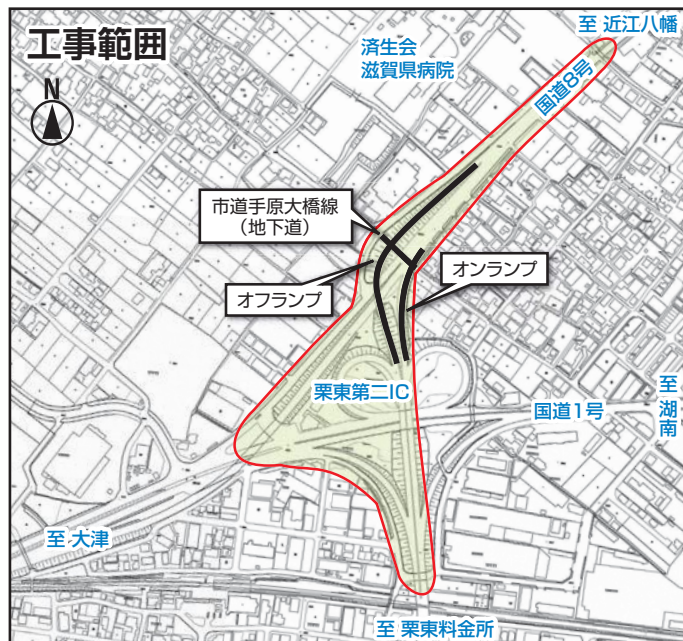 工事範囲
N
至 近江八幡
済生会
滋賀県病院
国道8号
市道手原大橋線
（地下道）
オフランプ
オンランプ
栗東第二IC
国道1号
至 湖南
至 大津
至 栗東料金所